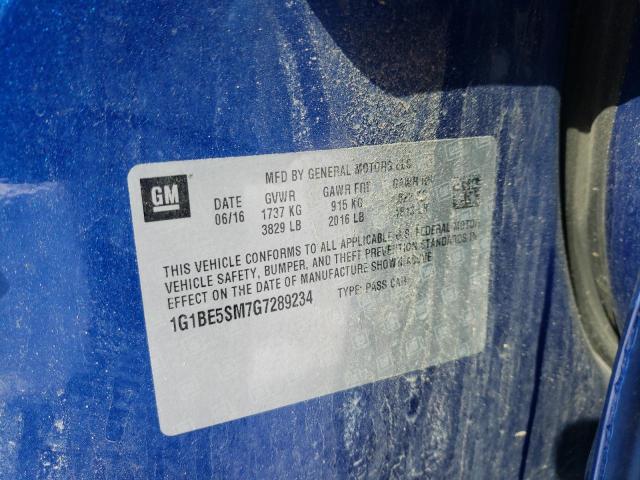 MFD BY GENERAL MOTORS LLC
GM
DATE GVWR GAWR FRT GAWR RR
06/16 1737 KG 915 KG
3829 LB 2016 LB
THIS VEHICLE CONFORMS TO ALL APPLICABLE U.S. FEDERAL MOTOR
VEHICLE SAFETY, BUMPER, AND THEFT PREVENTION STANDARDS IN
EFFECT ON THE DATE OF MANUFACTURE SHOWN ABOVE
1G1BE5SM7G7289234 TYPE: PASS CAR